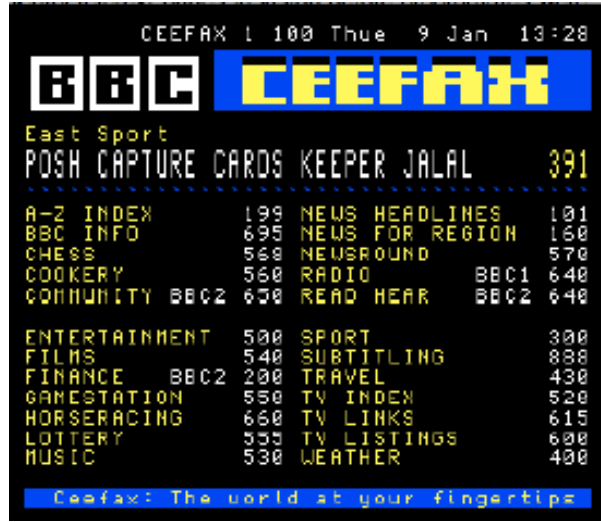 CEEFAX 1 100 Thue 9 Jan 13:28
BBC CEEFAX
East Sport
POSH CAPTURE CARDS KEEPER JALAL 391
A-Z INDEX 199 NEWS HEADLINES 101
BBC INFO 695 NEWS FOR REGION 160
CHESS 568 NEWSROUND 570
COOKERY 560 RADIO BBC1 640
COMMUNITY BBC2 650 READ HEAR BBC2 640
ENTERTAINMENT 500 SPORT 300
FILMS 540 SUBTITLING 888
FINANCE BBC2 200 TRAVEL 430
GAMESTATION 550 TV INDEX 520
HORSERACING 660 TV LINKS 615
LOTTERY 555 TV LISTINGS 600
MUSIC 530 WEATHER 400
Ceefax: The world at your fingertips